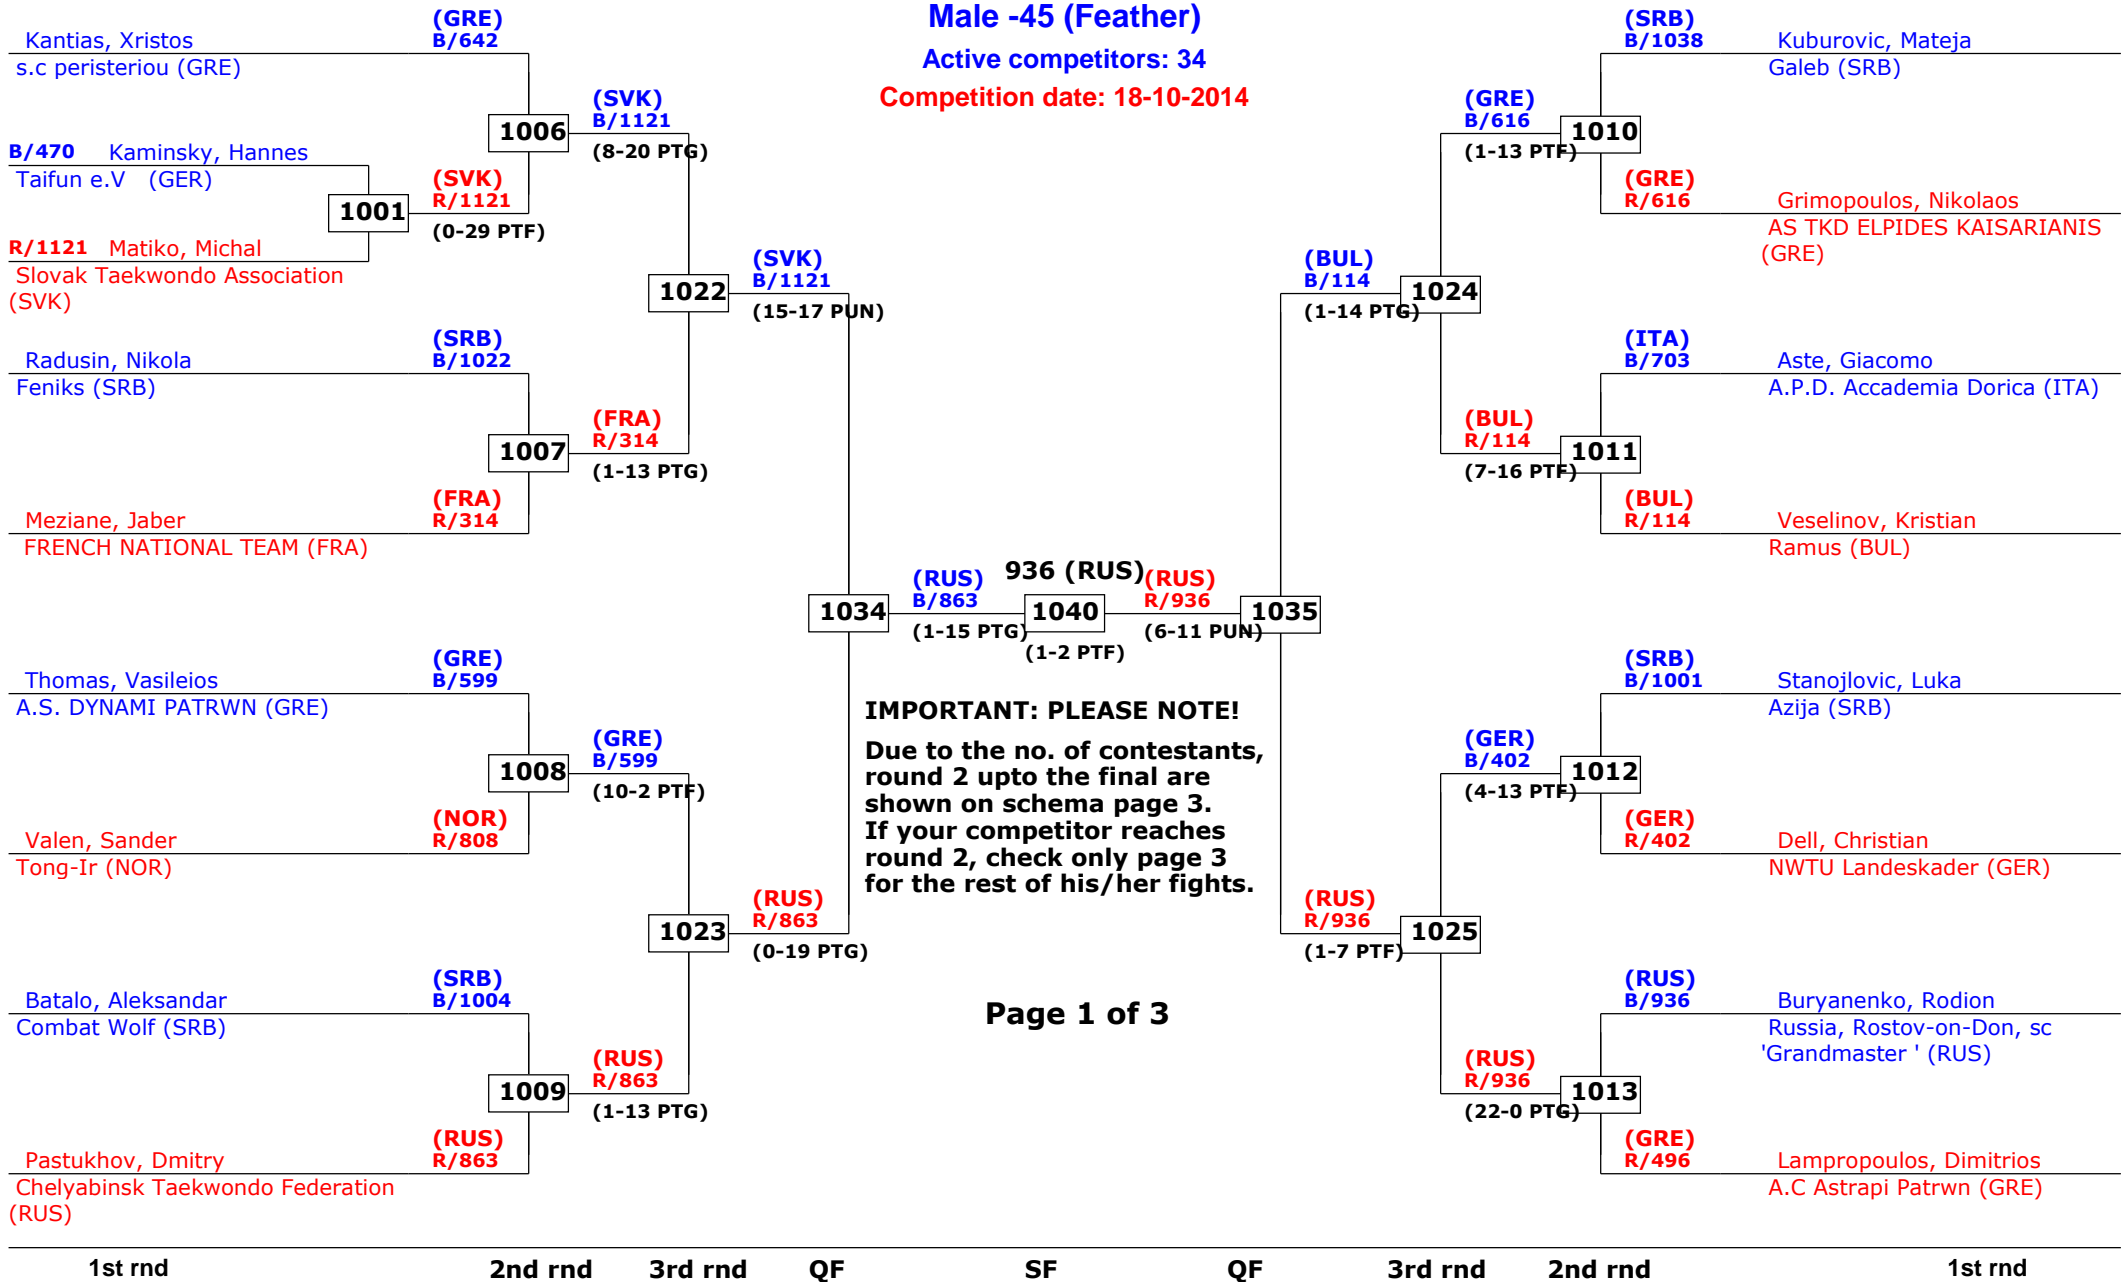 Male -45 (Feather)
Active competitors: 34
Competition date: 18-10-2014
Kantias, Xristos
s.c peristeriou (GRE)
(GRE)
B/642
B/470 Kaminsky, Hannes
Taifun e.V (GER)
1001
R/1121 Matiko, Michal
Slovak Taekwondo Association
(SVK)
(SVK)
R/1121
(0-29 PTF)
1006
(SVK)
B/1121
(8-20 PTG)
Radusin, Nikola
Feniks (SRB)
(SRB)
B/1022
1007
Meziane, Jaber
FRENCH NATIONAL TEAM (FRA)
(FRA)
R/314
(FRA)
R/314
(1-13 PTG)
1022
(SVK)
B/1121
(15-17 PUN)
Thomas, Vasileios
A.S. DYNAMI PATRWN (GRE)
(GRE)
B/599
1008
Valen, Sander
Tong-Ir (NOR)
(NOR)
R/808
(GRE)
B/599
(10-2 PTF)
Batalo, Aleksandar
Combat Wolf (SRB)
(SRB)
B/1004
1009
Pastukhov, Dmitry
Chelyabinsk Taekwondo Federation
(RUS)
(RUS)
R/863
(RUS)
R/863
(1-13 PTG)
1023
(RUS)
R/863
(0-19 PTG)
1034
(RUS)
B/863
(1-15 PTG)
936 (RUS)
1040
(1-2 PTF)
(RUS)
R/936
(6-11 PUN)
1035
IMPORTANT: PLEASE NOTE!
Due to the no. of contestants,
round 2 upto the final are
shown on schema page 3.
If your competitor reaches
round 2, check only page 3
for the rest of his/her fights.
Page 1 of 3
(BUL)
B/114
(1-14 PTG)
1024
(GRE)
B/616
(1-13 PTF)
1010
(SRB)
B/1038
Kuburovic, Mateja
Galeb (SRB)
(GRE)
R/616
Grimopoulos, Nikolaos
AS TKD ELPIDES KAISARIANIS
(GRE)
(BUL)
R/114
(7-16 PTF)
1011
(ITA)
B/703
Aste, Giacomo
A.P.D. Accademia Dorica (ITA)
(BUL)
R/114
Veselinov, Kristian
Ramus (BUL)
(RUS)
R/936
(1-7 PTF)
1025
(GER)
B/402
(4-13 PTF)
1012
(SRB)
B/1001
Stanojlovic, Luka
Azija (SRB)
(GER)
R/402
Dell, Christian
NWTU Landeskader (GER)
(RUS)
R/936
(22-0 PTG)
1013
(RUS)
B/936
Buryanenko, Rodion
Russia, Rostov-on-Don, sc
'Grandmaster ' (RUS)
(GRE)
R/496
Lampropoulos, Dimitrios
A.C Astrapi Patrwn (GRE)
1st rnd 2nd rnd 3rd rnd QF SF QF 3rd rnd 2nd rnd 1st rnd